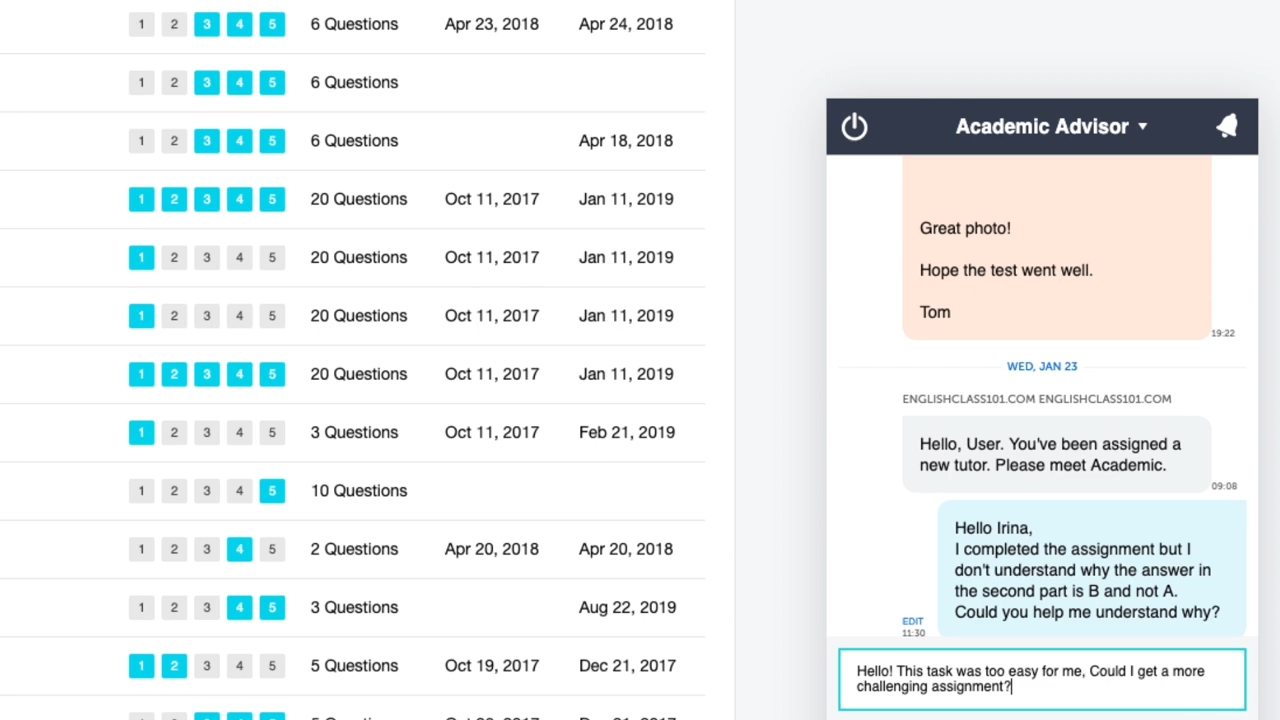 1 2 3 4 5 6 Questions Apr 23, 2018 Apr 24, 2018
1 2 3 4 5 6 Questions
1 2 3 4 5 6 Questions Apr 18, 2018
1 2 3 4 5 20 Questions Oct 11, 2017 Jan 11, 2019
1 2 3 4 5 20 Questions Oct 11, 2017 Jan 11, 2019
1 2 3 4 5 20 Questions Oct 11, 2017 Jan 11, 2019
1 2 3 4 5 20 Questions Oct 11, 2017 Jan 11, 2019
1 2 3 4 5 3 Questions Oct 11, 2017 Feb 21, 2019
1 2 3 4 5 10 Questions
1 2 3 4 5 2 Questions Apr 20, 2018 Apr 20, 2018
1 2 3 4 5 3 Questions Aug 22, 2019
1 2 3 4 5 5 Questions Oct 19, 2017 Dec 21, 2017
Academic Advisor
Great photo!
Hope the test went well.
Tom
19:22
WED, JAN 23
ENGLISHCLASS101.COM ENGLISHCLASS101.COM
Hello, User. You've been assigned a
new tutor. Please meet Academic.
09:08
Hello Irina,
I completed the assignment but I
don't understand why the answer in
the second part is B and not A.
Could you help me understand why?
EDIT
11:30
Hello! This task was too easy for me, Could I get a more
challenging assignment?